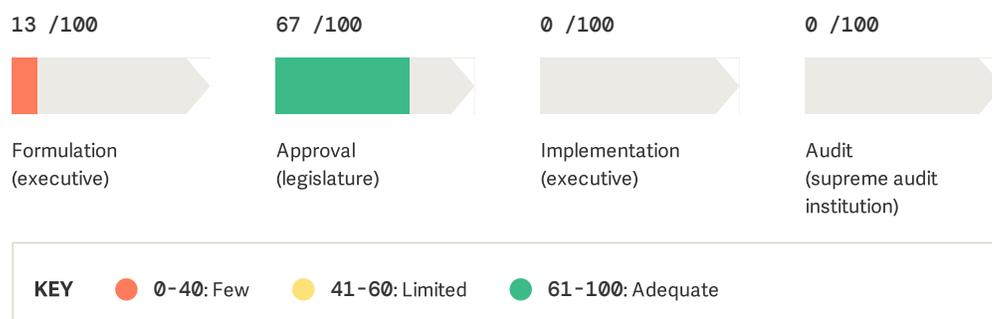 13 /100
67 /100
0 /100
0 /100
Formulation
(executive)
Approval
(legislature)
Implementation
(executive)
Audit
(supreme audit
institution)
KEY
0-40: Few
41-60: Limited
61-100: Adequate